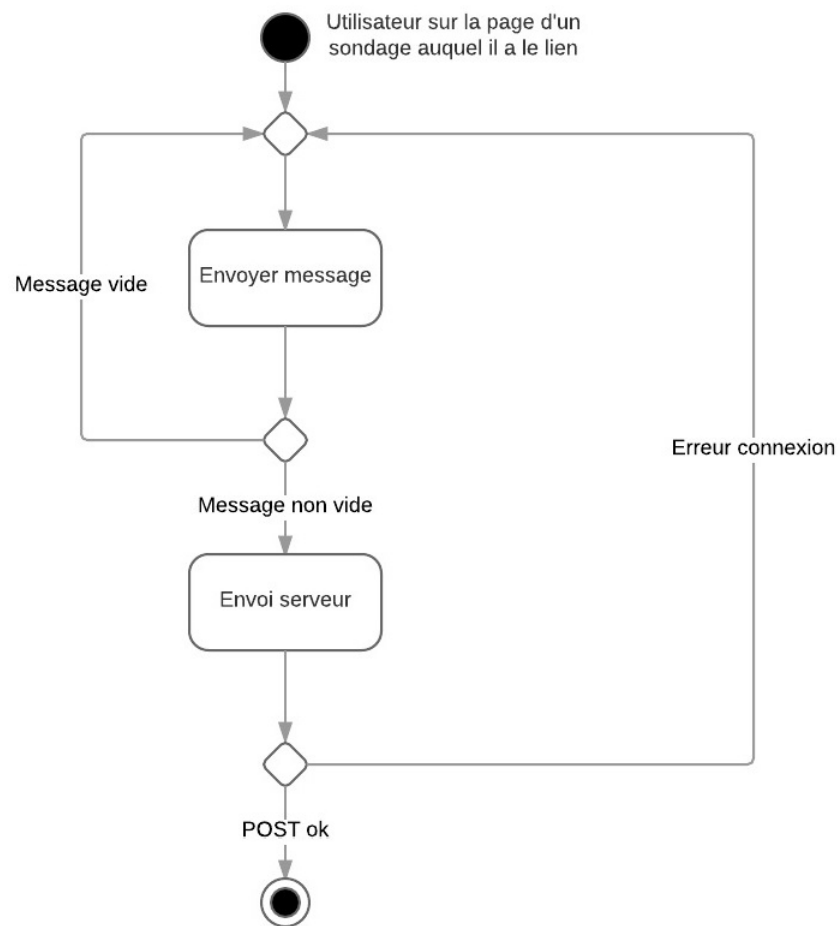 Utilisateur sur la page d'un
sondage auquel il a le lien
Envoyer message
Message vide
Erreur connexion
Message non vide
Envoi serveur
POST ok